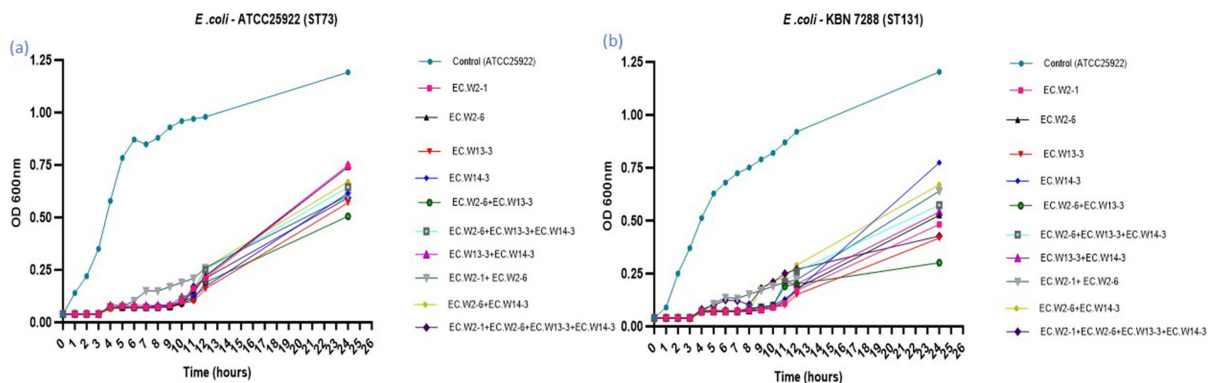 E .coli - ATCC25922 (ST73)
(a)
OD 600nm
1.25
1.00
0.75
0.50
0.25
0.00
0 1 2 3 4 5 6 7 8 9 10 11 12 13 14 15 16 17 18 19 20 21 22 23 24 25 26
Time (hours)
Control (ATCC25922)
EC.W2-1
EC.W2-6
EC.W13-3
EC.W14-3
EC.W2-6+EC.W13-3
EC.W2-6+EC.W13-3+EC.W14-3
EC.W13-3+EC.W14-3
EC.W2-1+ EC.W2-6
EC.W2-6+EC.W14-3
EC.W2-1+EC.W2-6+EC.W13-3+EC.W14-3
E .coli - KBN 7288 (ST131)
(b)
OD 600nm
1.25
1.00
0.75
0.50
0.25
0.00
0 1 2 3 4 5 6 7 8 9 10 11 12 13 14 15 16 17 18 19 20 21 22 23 24 25 26
Time (hours)
Control (ATCC25922)
EC.W2-1
EC.W2-6
EC.W13-3
EC.W14-3
EC.W2-6+EC.W13-3
EC.W2-6+EC.W13-3+EC.W14-3
EC.W13-3+EC.W14-3
EC.W2-1+ EC.W2-6
EC.W2-6+EC.W14-3
EC.W2-1+EC.W2-6+EC.W13-3+EC.W14-3